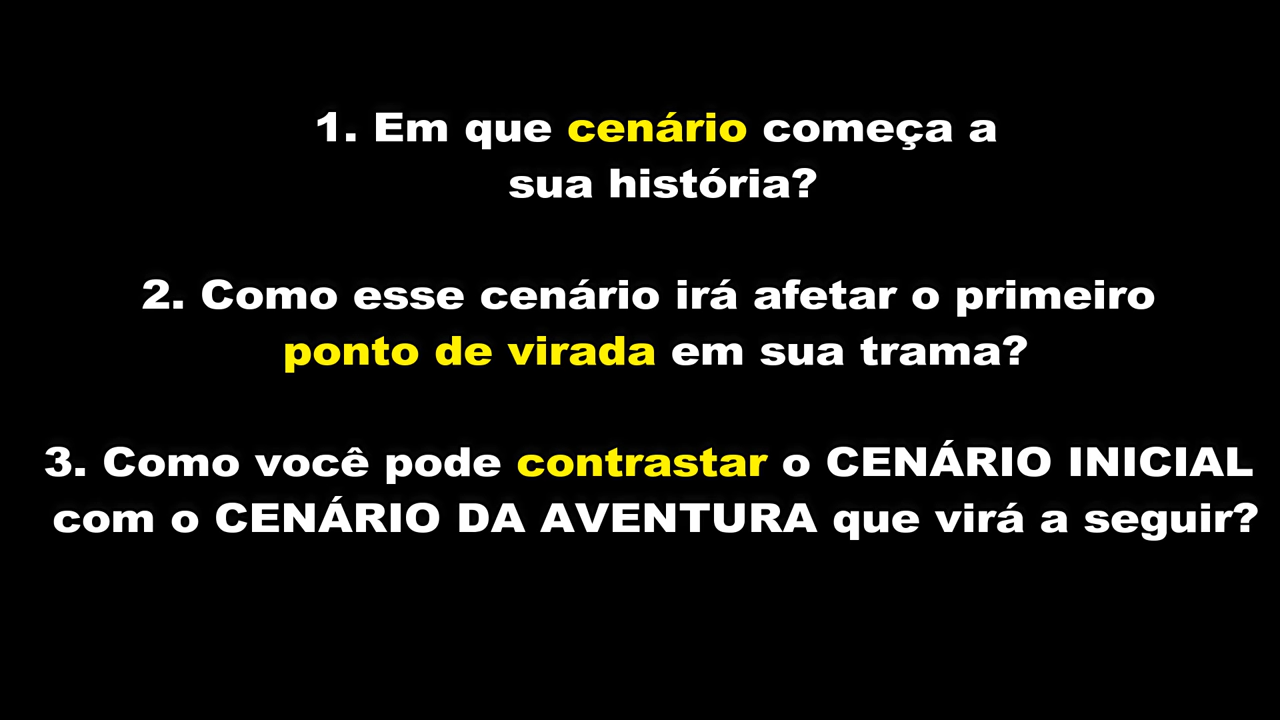 1. Em que cenário começa a
sua história?
2. Como esse cenário irá afetar o primeiro
ponto de virada em sua trama?
3. Como você pode contrastar o CENÁRIO INICIAL
com o CENÁRIO DA AVENTURA que virá a seguir?